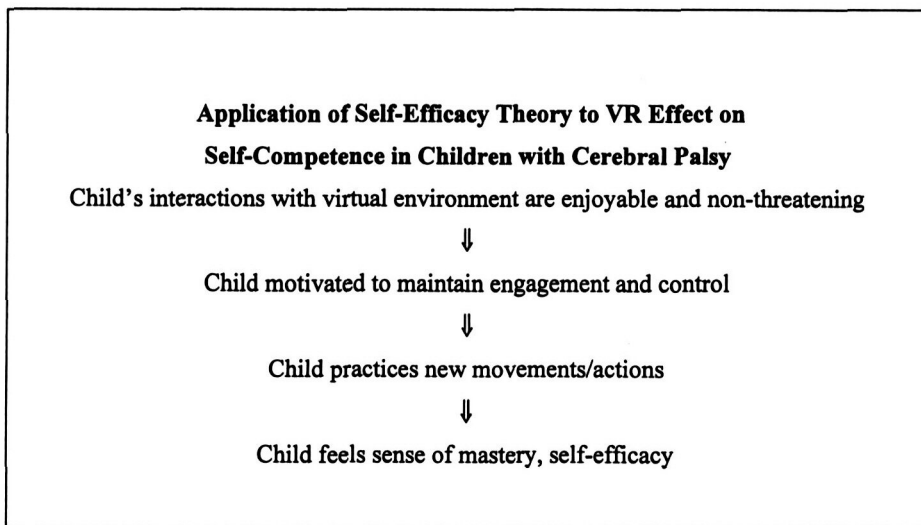 Application of Self-Efficacy Theory to VR Effect on
Self-Competence in Children with Cerebral Palsy
Child's interactions with virtual environment are enjoyable and non-threatening
⇓
Child motivated to maintain engagement and control
⇓
Child practices new movements/actions
⇓
Child feels sense of mastery, self-efficacy